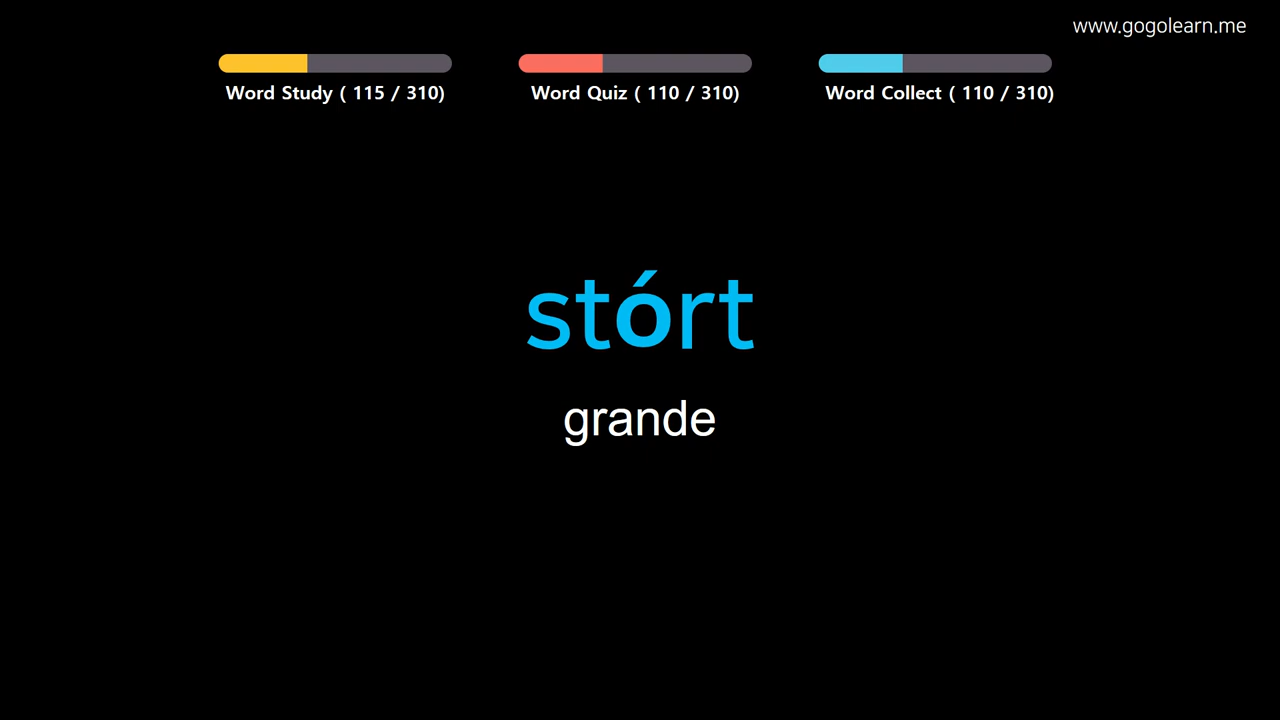 www.gogolearn.me
Word Study ( 115 / 310)
Word Quiz ( 110 / 310)
Word Collect ( 110 / 310)
stórt
grande